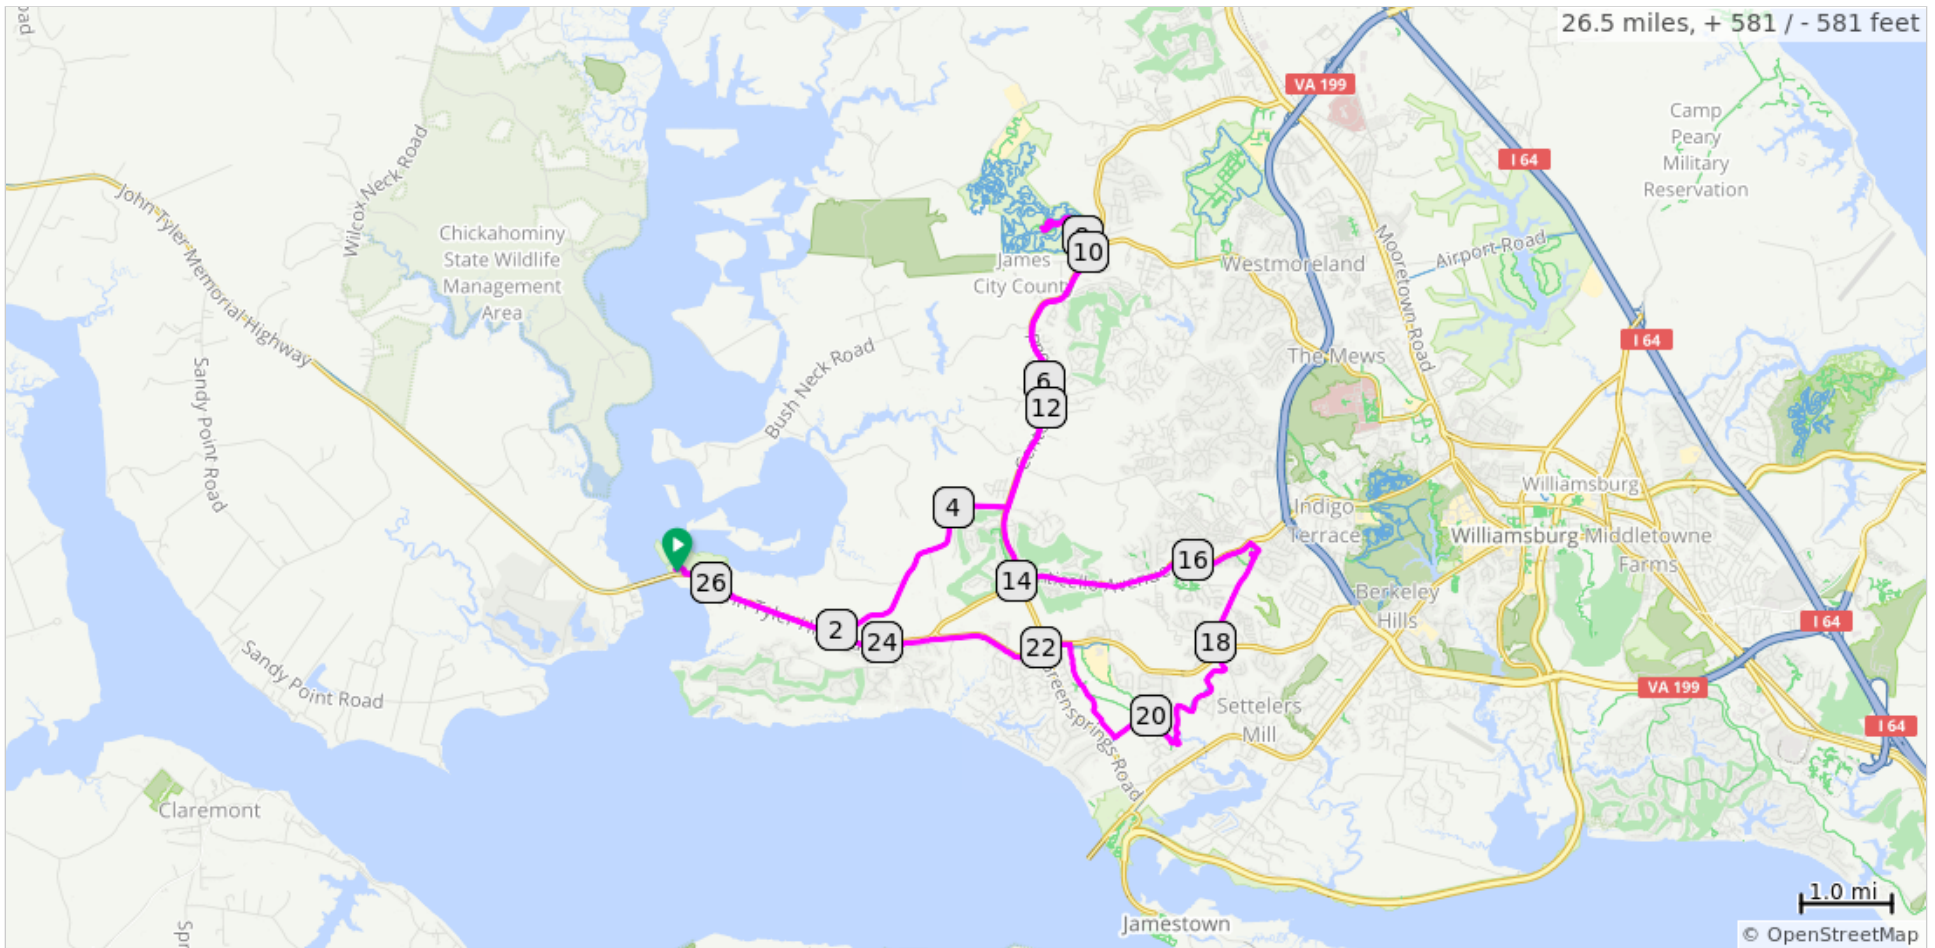 26.5 miles, + 581 / - 581 feet
VA 199
Camp
Peary
Military
Reservation
I 64
Wilcox Neck Road
John Tyler Memorial Highway
Chickahominy
State Wildlife
Management
Area
10
James
City County
Westmoreland
Airport Road
Mooretown Road
I 64
The Mews
Bush Neck Road
Sandy Point Road
6
12
4
Indigo
Terrace
Williamsburg
Williamsburg
Middletowne
Farms
16
14
26
Berkeley
Hills
2
24
22
18
I 64
Sandy Point Road
VA 199
20
Settelers
Mill
Greensprings Road
I 64
Claremont
Jamestown
1.0 mi
© OpenStreetMap